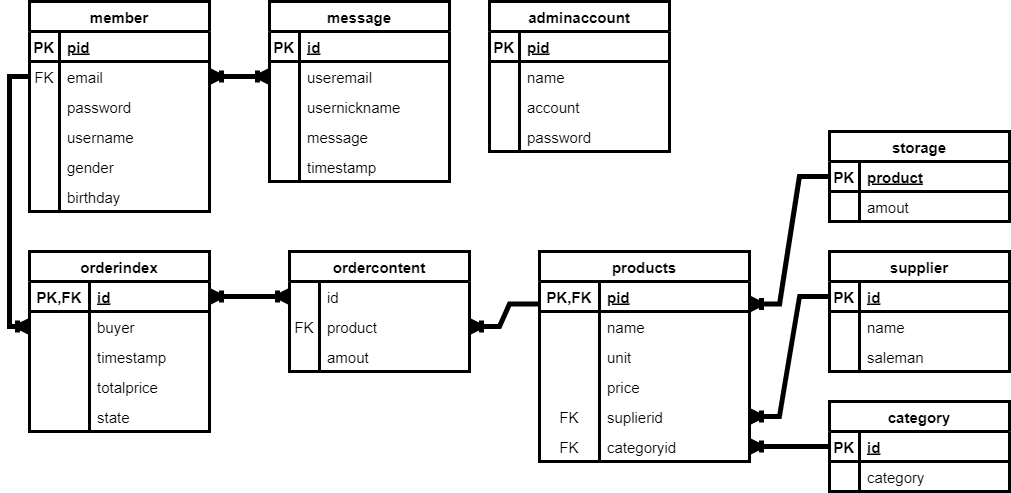 member
PK pid
FK email
password
username
gender
birthday
message
PK id
useremail
usernickname
message
timestamp
adminaccount
PK pid
name
account
password
storage
PK product
amout
orderindex
PK,FK id
buyer
timestamp
totalprice
state
ordercontent
id
FK product
amout
products
PK,FK pid
name
unit
price
FK suplierid
FK categoryid
supplier
PK id
name
saleman
category
PK id
category